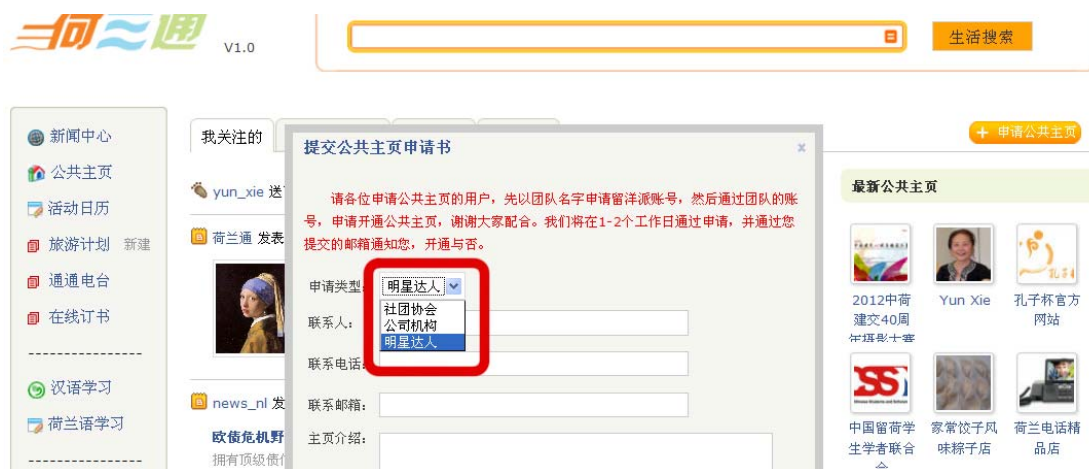 荷兰通
V1.0
生活搜索
新闻中心
公共主页
活动日历
旅游计划 新建
通通电台
在线订书
----------------
汉语学习
荷兰语学习
----------------
我关注的
yun_xie 送
荷兰通 发表
news_nl 发
欧债危机野
拥有顶级债
提交公共主页申请书
x
请各位申请公共主页的用户，先以团队名字申请留洋派账号，然后通过团队的账
号，申请开通公共主页，谢谢大家配合。我们将在1-2个工作日通过申请，并通过您
提交的邮箱通知您，开通与否。
申请类型：
明星达人
社团协会
公司机构
明星达人
联系人：
联系电话：
联系邮箱：
主页介绍：
+ 申请公共主页
最新公共主页
2012中荷
建交40周
年摄影大赛
Yun Xie
孔子杯官方
网站
中国留荷学
生学者联合
会
家常饺子风
味粽子店
荷兰电话精
品店